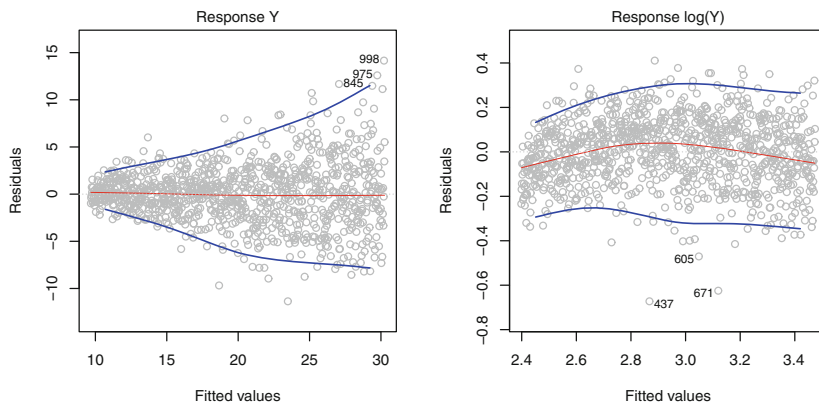 Response Y
998
975
845
15
10
5
0
−5
−10
Residuals
10 15 20 25 30
Fitted values
Response log(Y)
0.4
0.2
0.0
−0.2
−0.4
−0.6
−0.8
Residuals
605
671
437
2.4 2.6 2.8 3.0 3.2 3.4
Fitted values